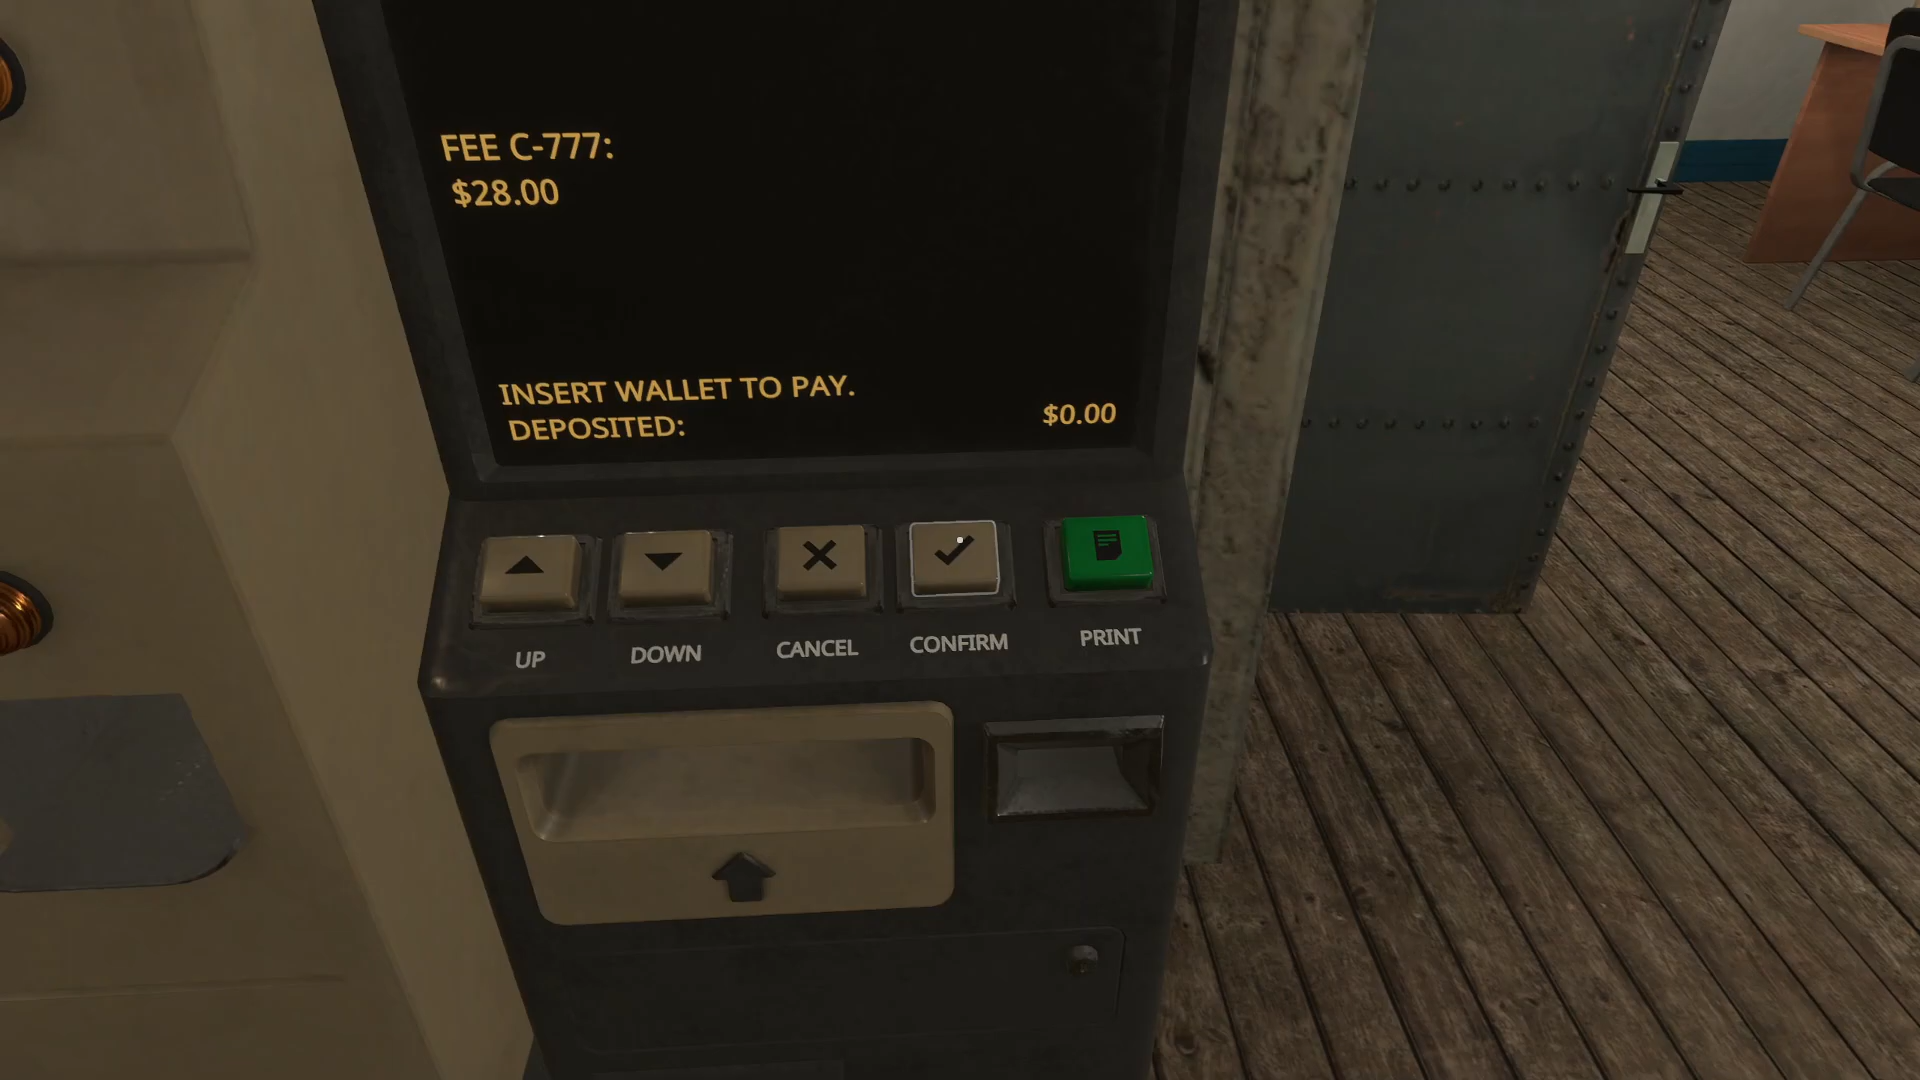 FEE C-777:
$28.00
INSERT WALLET TO PAY.
DEPOSITED: $0.00
UP DOWN CANCEL CONFIRM PRINT